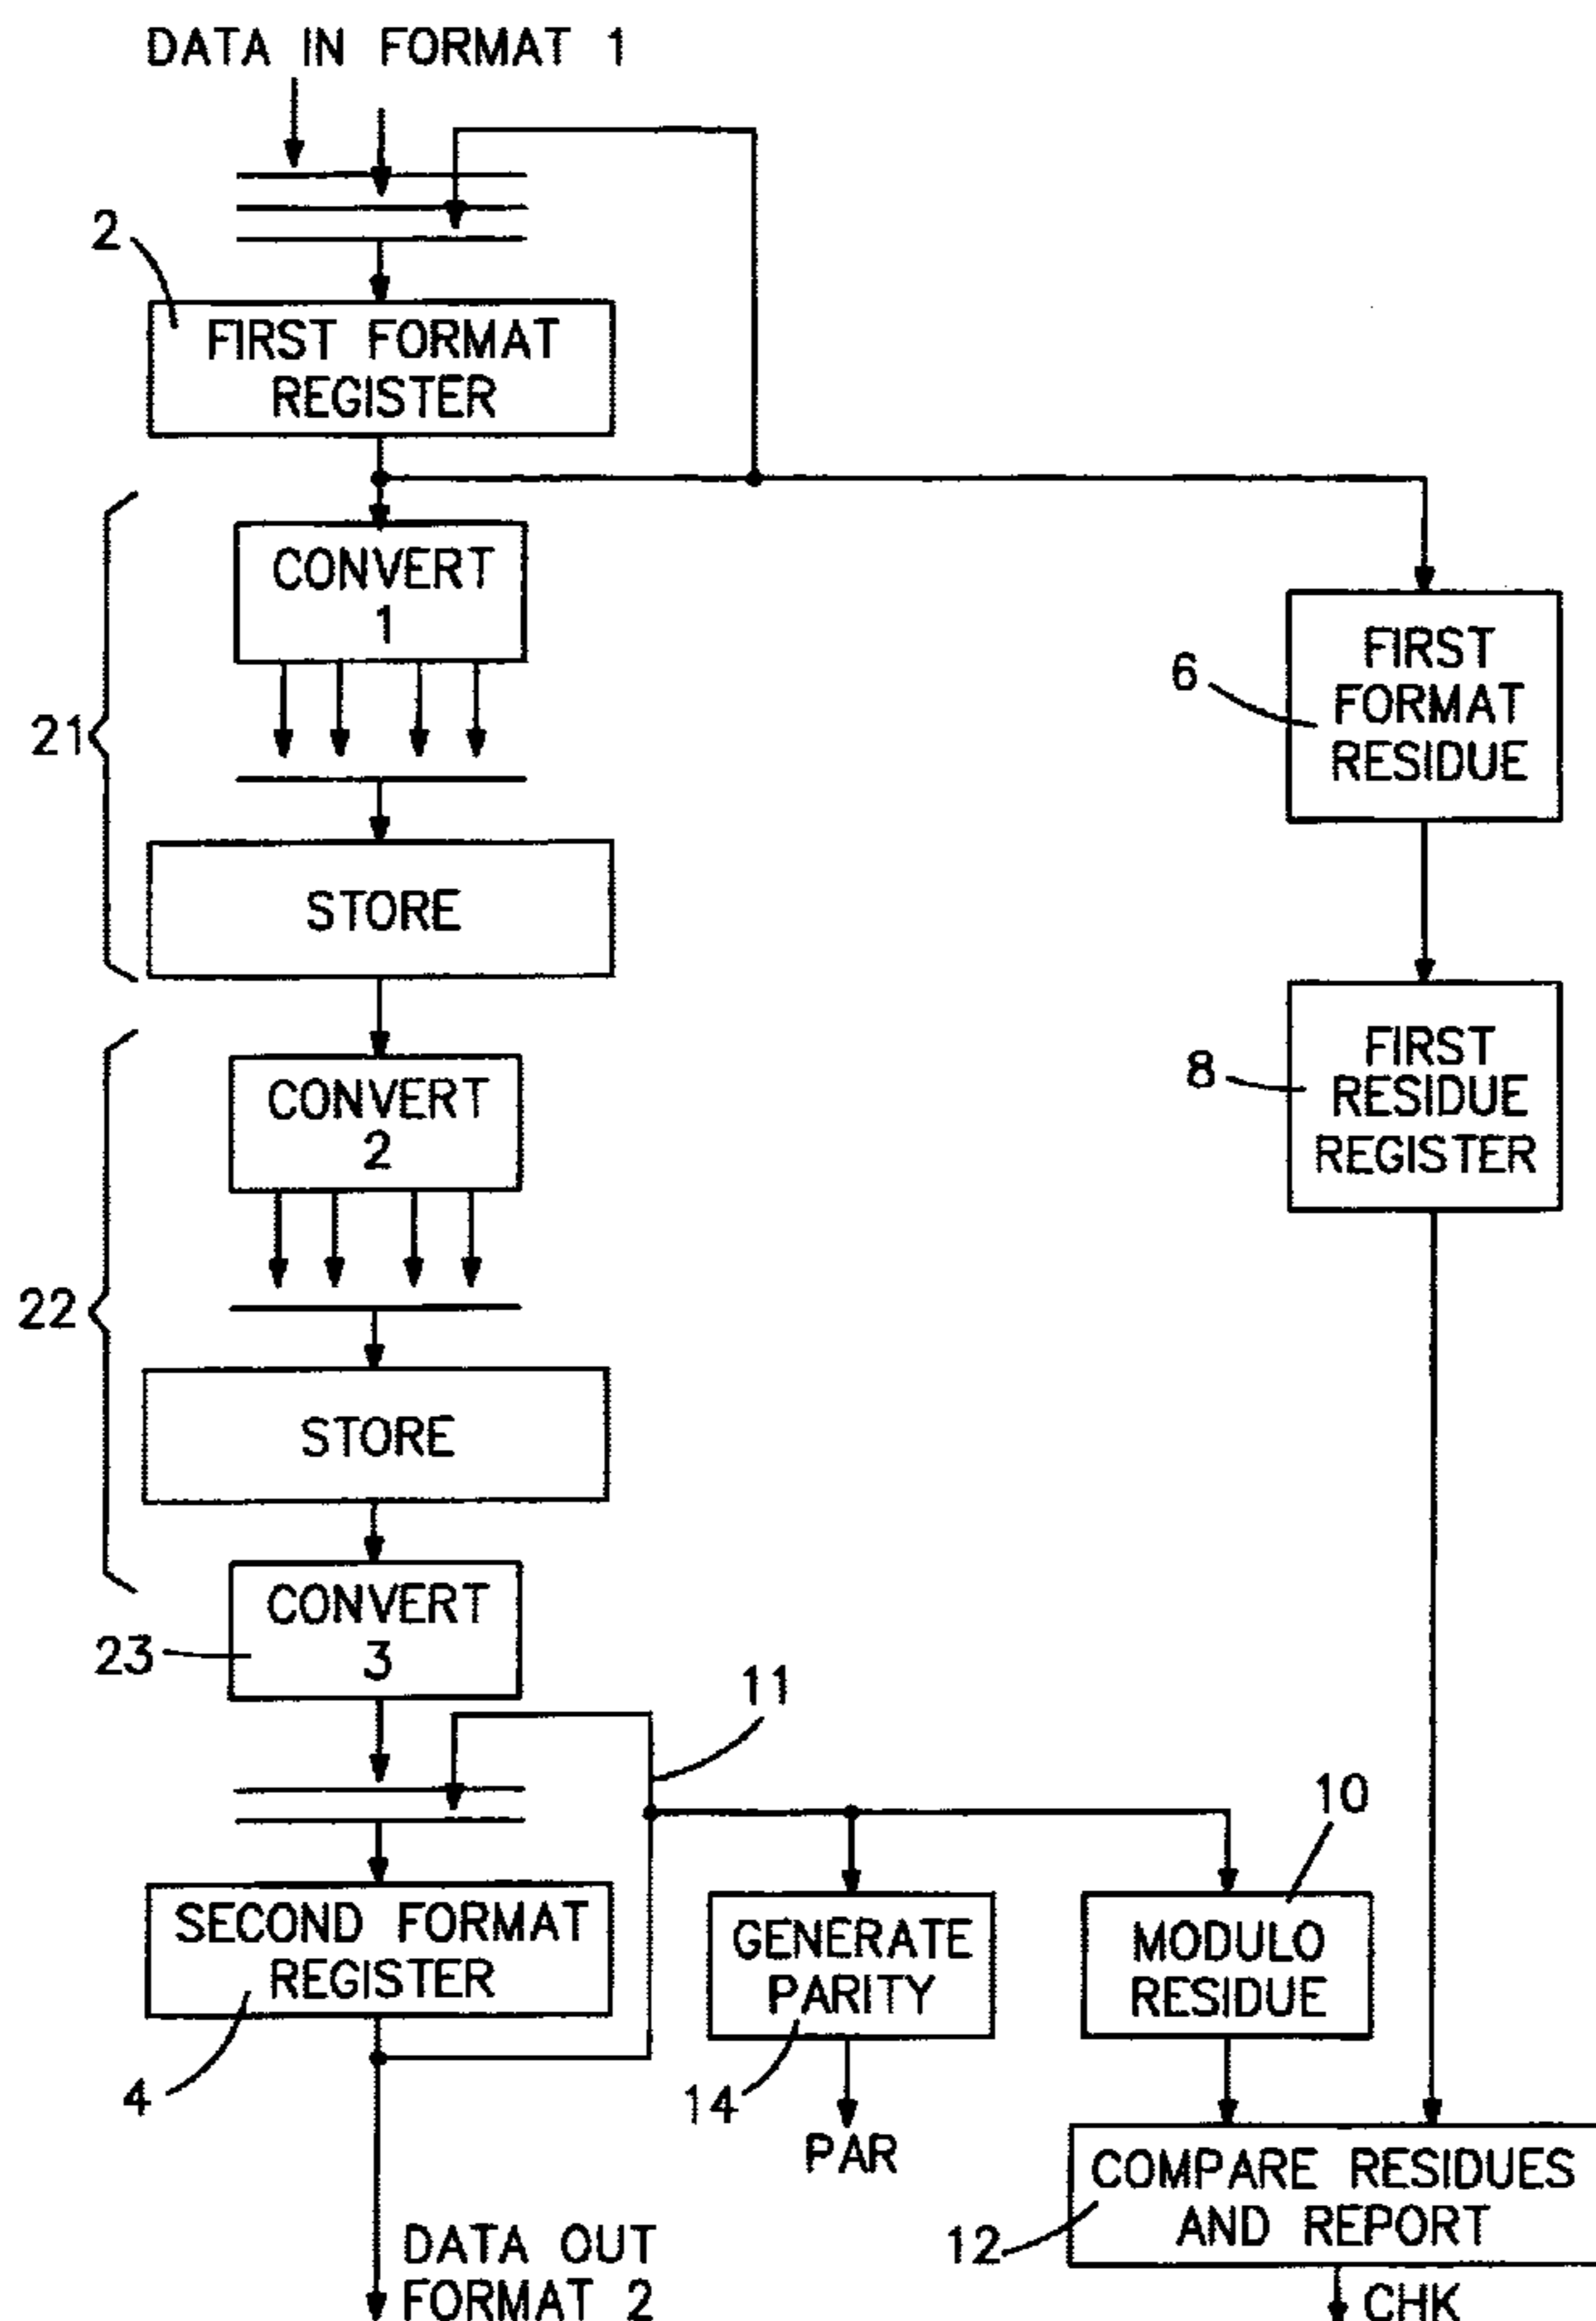 DATA IN FORMAT 1
2
FIRST FORMAT
REGISTER
CONVERT
1
21
STORE
6
FIRST
FORMAT
RESIDUE
8
FIRST
RESIDUE
REGISTER
CONVERT
2
22
STORE
CONVERT
3
23
11
10
SECOND FORMAT
REGISTER
4
GENERATE
PARITY
14
PAR
MODULO
RESIDUE
COMPARE RESIDUES
AND REPORT
12
CHK
DATA OUT
FORMAT 2